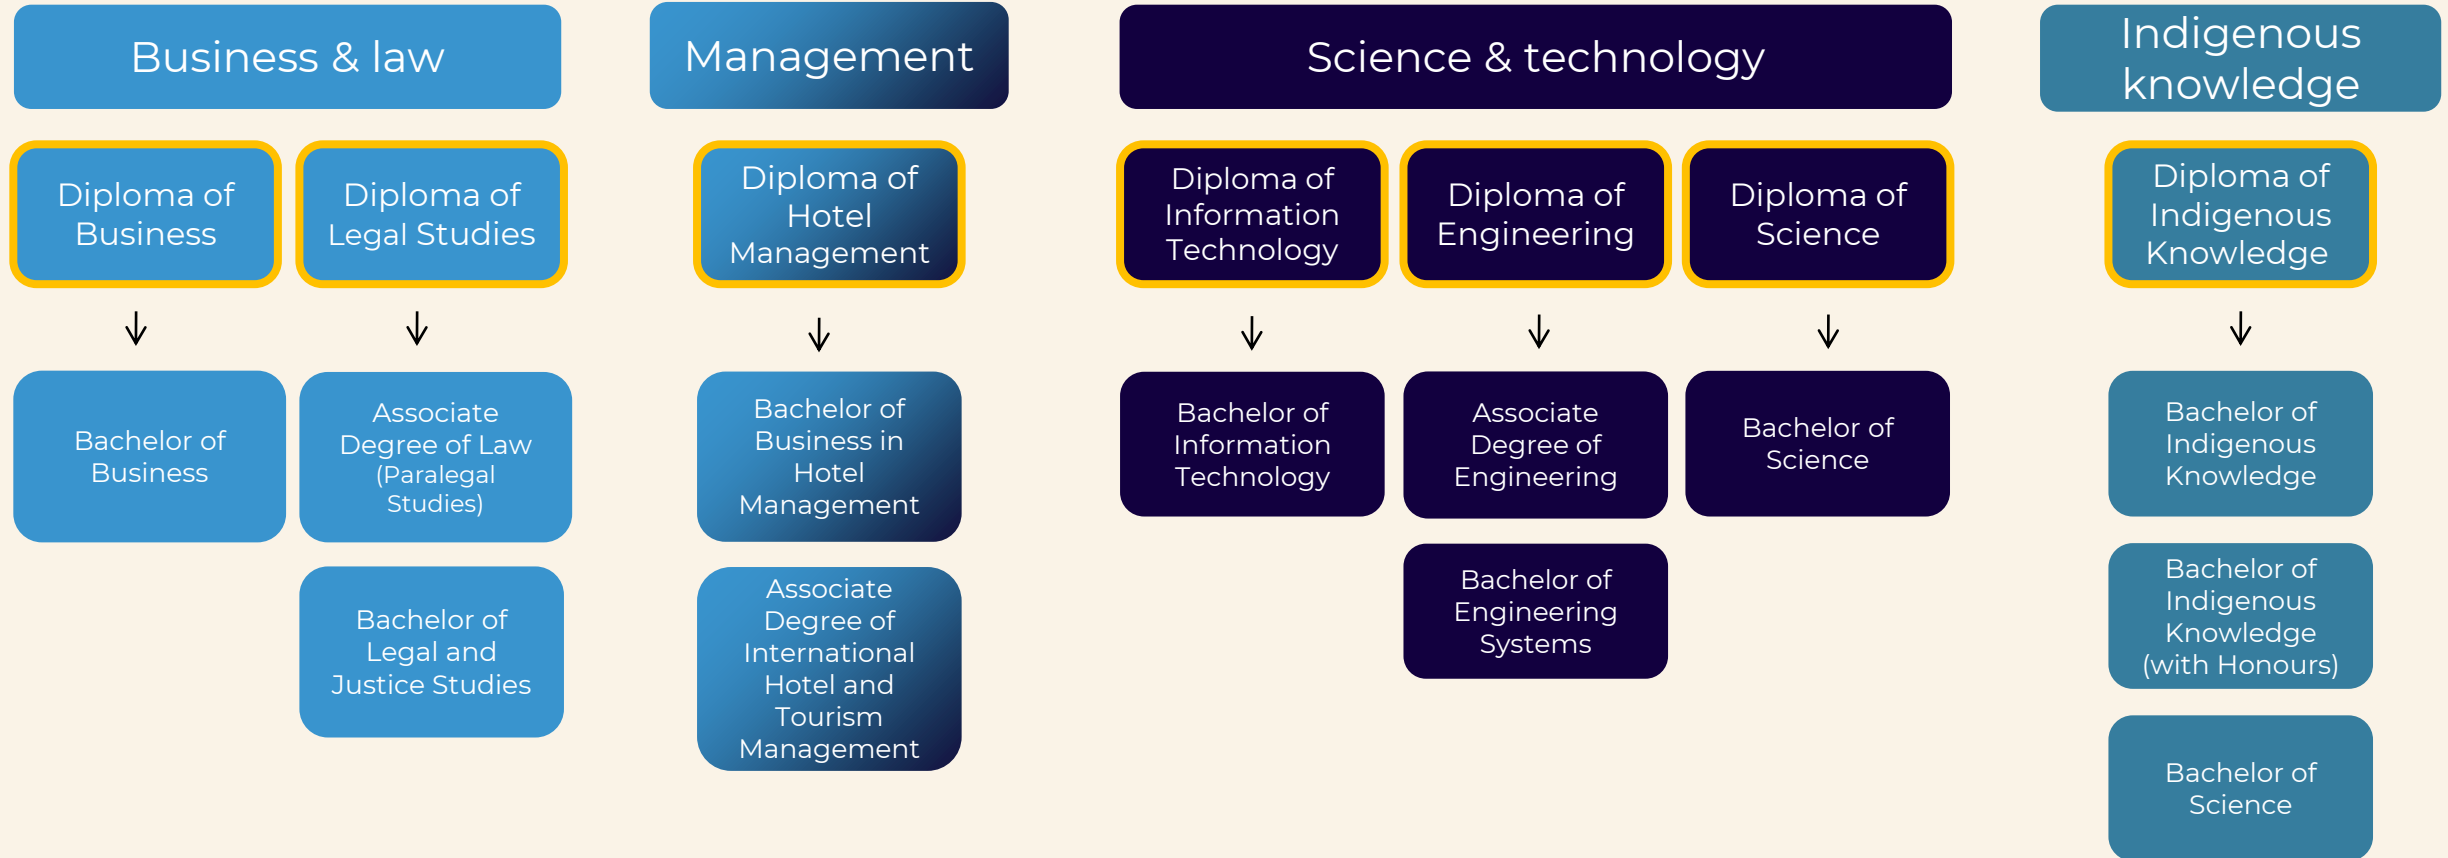 Business & law
Management
Science & technology
Indigenous
knowledge
Diploma of
Business
Diploma of
Legal Studies
Diploma of
Hotel
Management
Diploma of
Information
Technology
Diploma of
Engineering
Diploma of
Science
Diploma of
Indigenous
Knowledge
Bachelor of
Business
Associate
Degree of Law
(Paralegal
Studies)
Bachelor of
Business in
Hotel
Management
Bachelor of
Information
Technology
Associate
Degree of
Engineering
Bachelor of
Science
Bachelor of
Indigenous
Knowledge
Bachelor of
Legal and
Justice Studies
Associate
Degree of
International
Hotel and
Tourism
Management
Bachelor of
Engineering
Systems
Bachelor of
Indigenous
Knowledge
(with Honours)
Bachelor of
Science